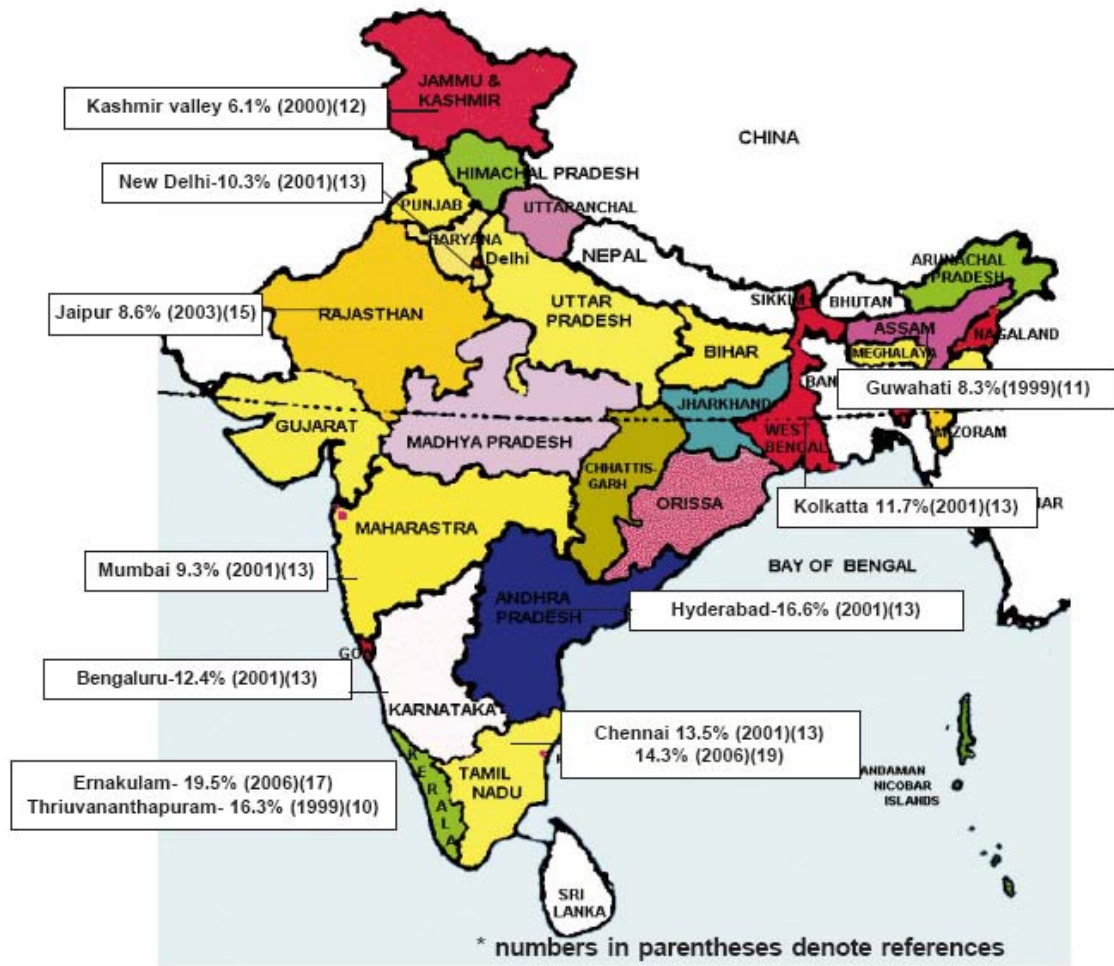 JAMMU &
KASHMIR
Kashmir valley 6.1% (2000)(12)
CHINA
HIMACHAL PRADESH
New Delhi-10.3% (2001)(13)
PUNJAB
UTTARANCHAL
HARYANA
Delhi
NEPAL
ARUNACHAL
PRADESH
SIKKIM
BHUTAN
Jaipur 8.6% (2003)(15)
RAJASTHAN
UTTAR
PRADESH
ASSAM
NAGALAND
BIHAR
MEGHALAYA
BAN
Guwahati 8.3%(1999)(11)
JHARKHAND
GUJARAT
MADHYA PRADESH
WEST
BENGAL
MIZORAM
CHHATTIS-
GARH
ORISSA
Kolkatta 11.7%(2001)(13)
MAHARASTRA
BAY OF BENGAL
Mumbai 9.3% (2001)(13)
ANDHRA
PRADESH
Hyderabad-16.6% (2001)(13)
GOA
Bengaluru-12.4% (2001)(13)
KARNATAKA
Chennai 13.5% (2001)(13)
14.3% (2006)(19)
Ernakulam- 19.5% (2006)(17)
Thriuvananthapuram- 16.3% (1999)(10)
KERALA
TAMIL
NADU
ANDAMAN
NICOBAR
ISLANDS
SRI
LANKA
* numbers in parentheses denote references